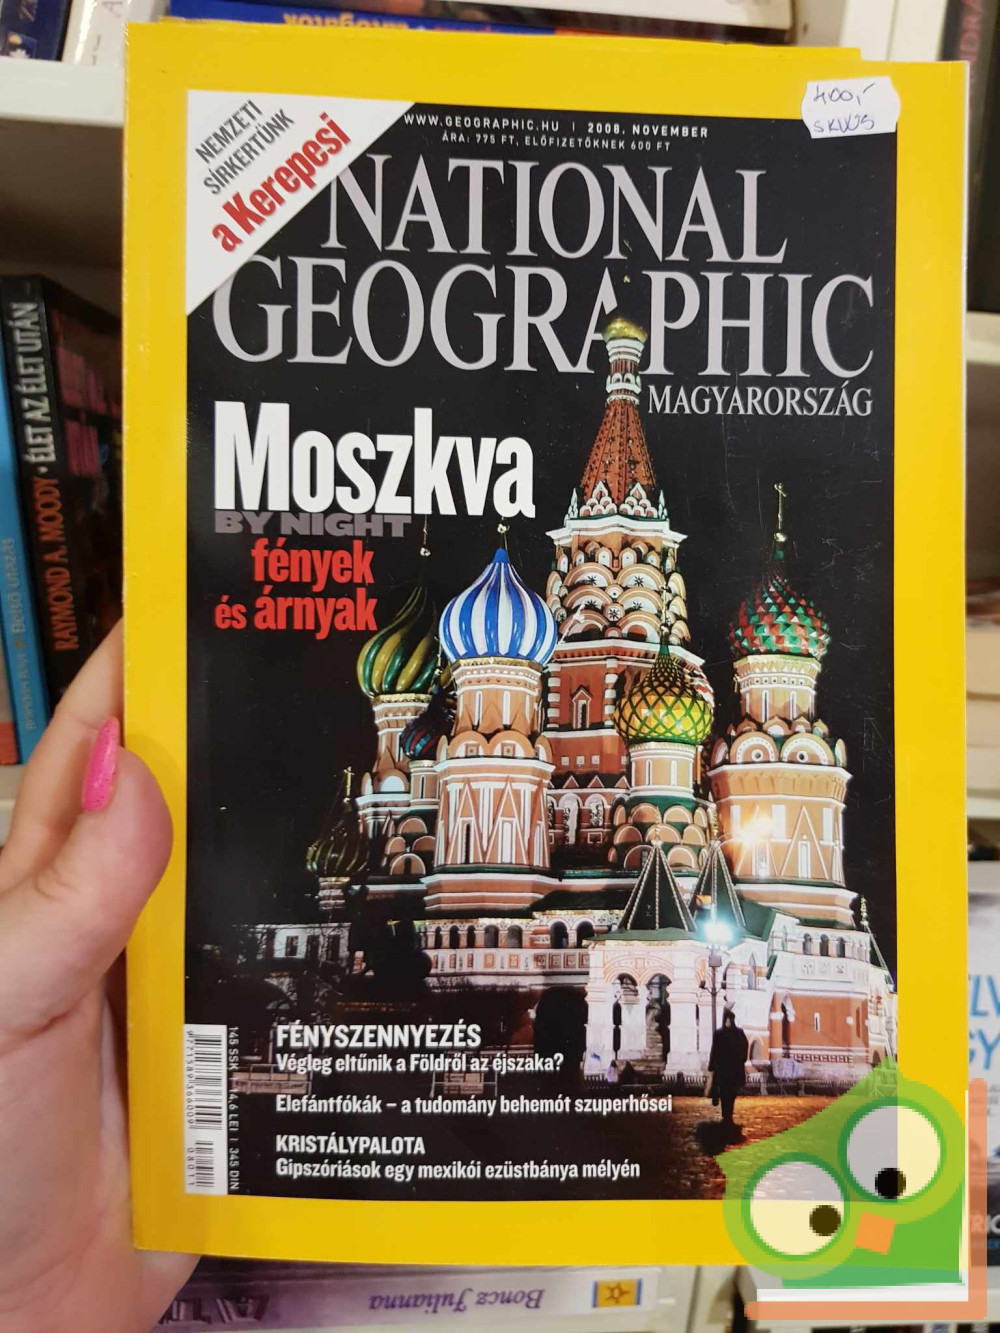 NEMZETI
SÍRKERTÜNK
a Kerepesi
WWW.GEOGRAPHIC.HU | 2008. NOVEMBER
ÁRA: 775 FT, ELŐFIZETŐKNEK 600 FT
400,-
NATIONAL
GEOGRAPHIC
MAGYARORSZÁG
Moszkva
BY NIGHT
fények
és árnyak
FÉNYSZENNYEZÉS
Végleg eltűnik a Földről az éjszaka?
Elefántfókák – a tudomány behemót szuperhősei
KRISTÁLYPALOTA
Gipszóriások egy mexikói ezüstbánya mélyén
RAYMOND A. MOODY • ÉLET AZ ÉLET UTÁN
Boncz Julianna